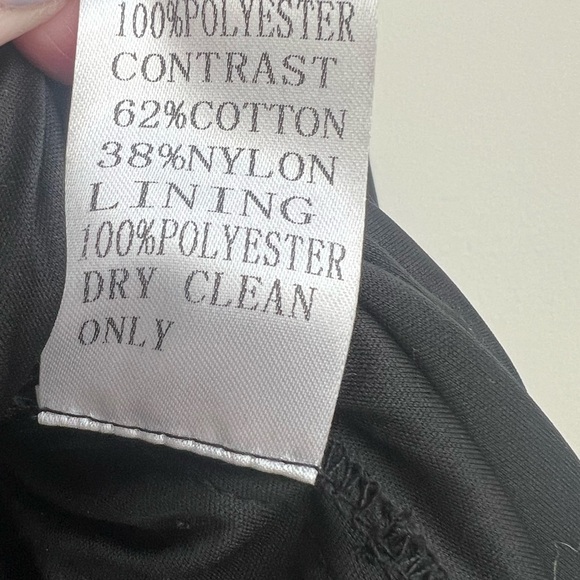 100%POLYESTER
CONTRAST
62%COTTON
38%NYLON
LINING
100%POLYESTER
DRY CLEAN
ONLY